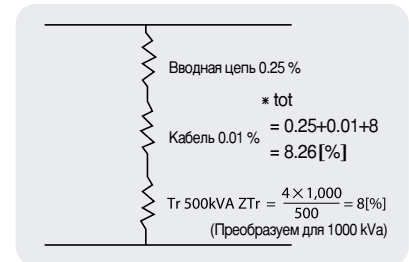 Вводная цепь 0.25 %
* tot
= 0.25+0.01+8
Кабель 0.01 %
= 8.26[%]
Tr 500kVA ZTr = 4×1,000/500 = 8[%]
(Преобразуем для 1000 kVa)